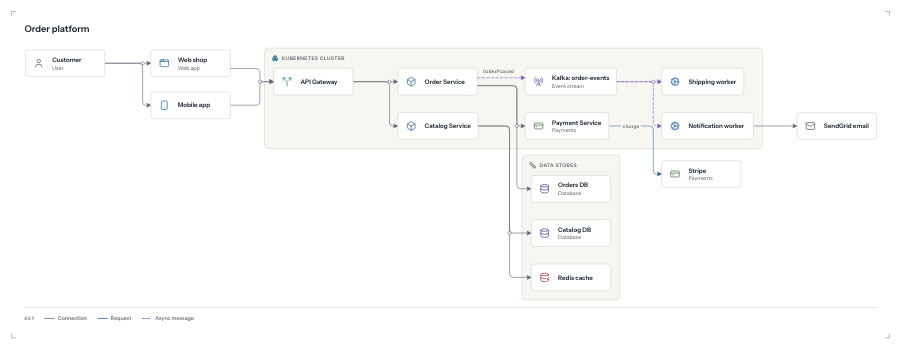 Order platform
KUBERNETES CLUSTER
Customer
User
Web shop
Web app
Mobile app
API Gateway
Order Service
OrderPlaced
Kafka: order-events
Event stream
Shipping worker
Catalog Service
Payment Service
Payments
charge
Notification worker
SendGrid email
Stripe
Payments
DATA STORES
Orders DB
Database
Catalog DB
Database
Redis cache
KEY
Connection
Request
Async message